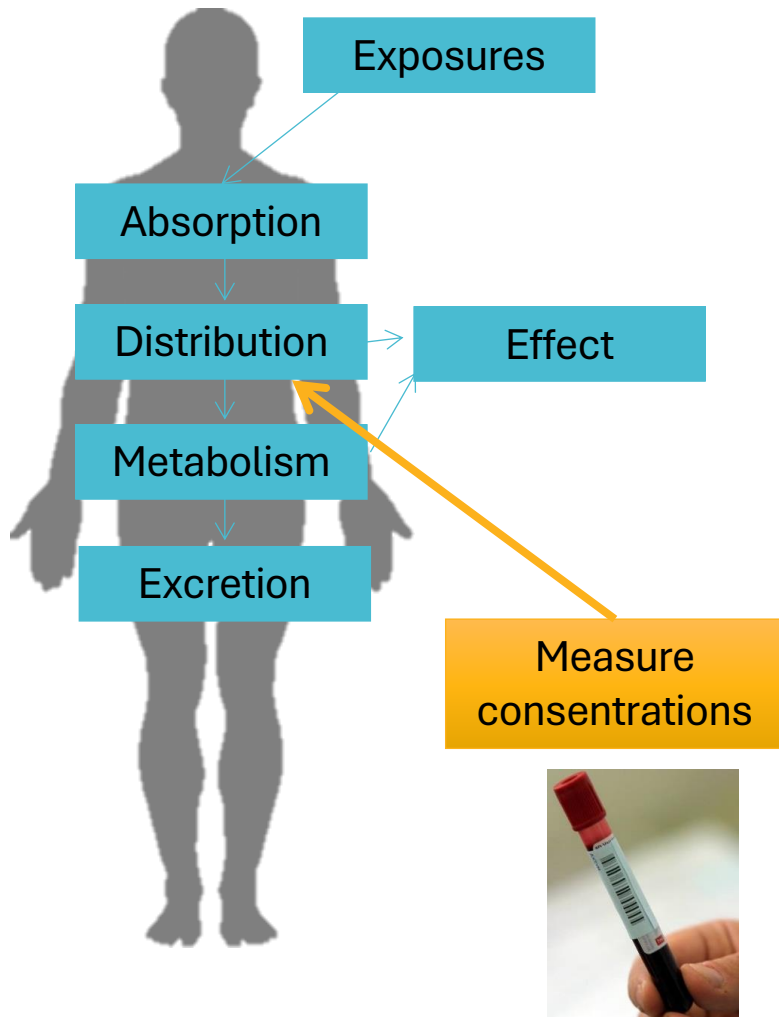 Exposures
Absorption
Distribution
Effect
Metabolism
Excretion
Measure
consentrations